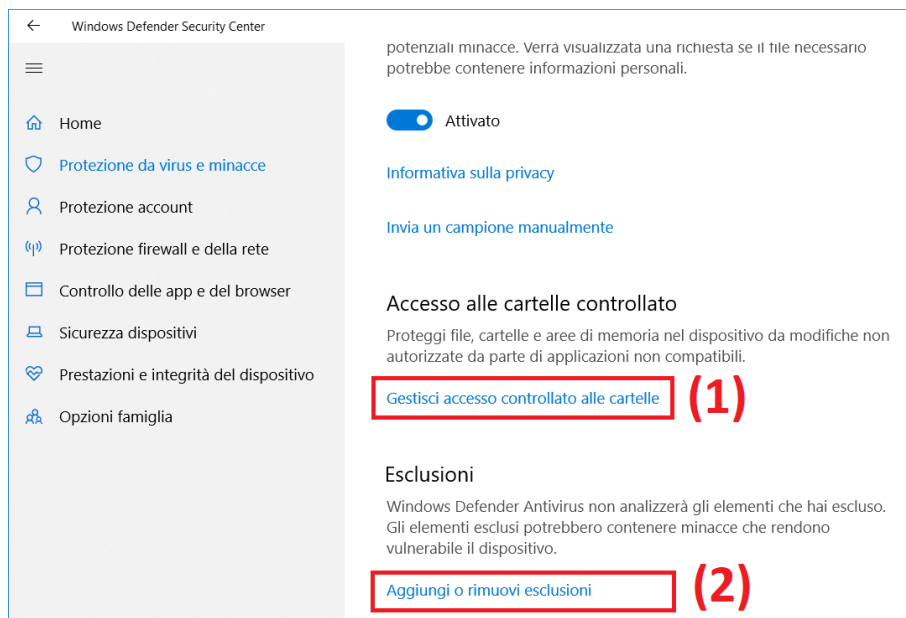 Windows Defender Security Center
Home
Protezione da virus e minacce
Protezione account
Protezione firewall e della rete
Controllo delle app e del browser
Sicurezza dispositivi
Prestazioni e integrità del dispositivo
Opzioni famiglia
potenziali minacce. Verrà visualizzata una richiesta se il file necessario
potrebbe contenere informazioni personali.
Attivato
Informativa sulla privacy
Invia un campione manualmente
Accesso alle cartelle controllato
Proteggi file, cartelle e aree di memoria nel dispositivo da modifiche non
autorizzate da parte di applicazioni non compatibili.
Gestisci accesso controllato alle cartelle (1)
Esclusioni
Windows Defender Antivirus non analizzerà gli elementi che hai escluso.
Gli elementi esclusi potrebbero contenere minacce che rendono
vulnerabile il dispositivo.
Aggiungi o rimuovi esclusioni (2)